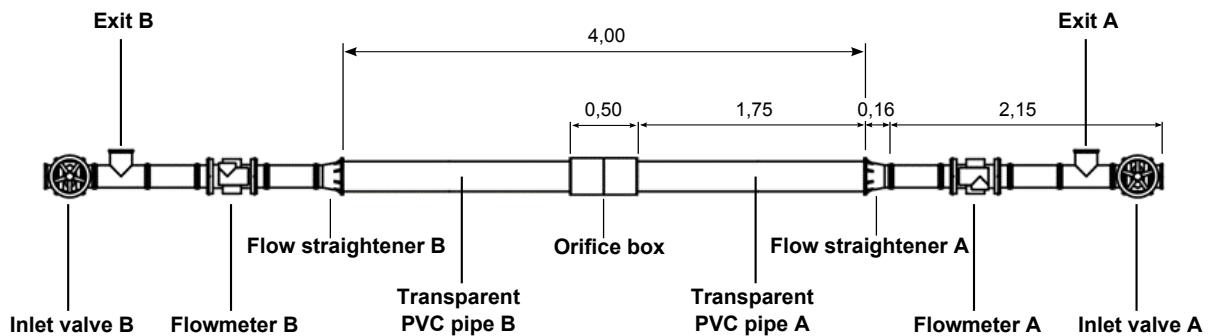 Exit B
Exit A
4,00
0,50
1,75
0,16
2,15
Flow straightener B
Orifice box
Flow straightener A
Inlet valve B
Flowmeter B
Transparent
PVC pipe B
Transparent
PVC pipe A
Flowmeter A
Inlet valve A